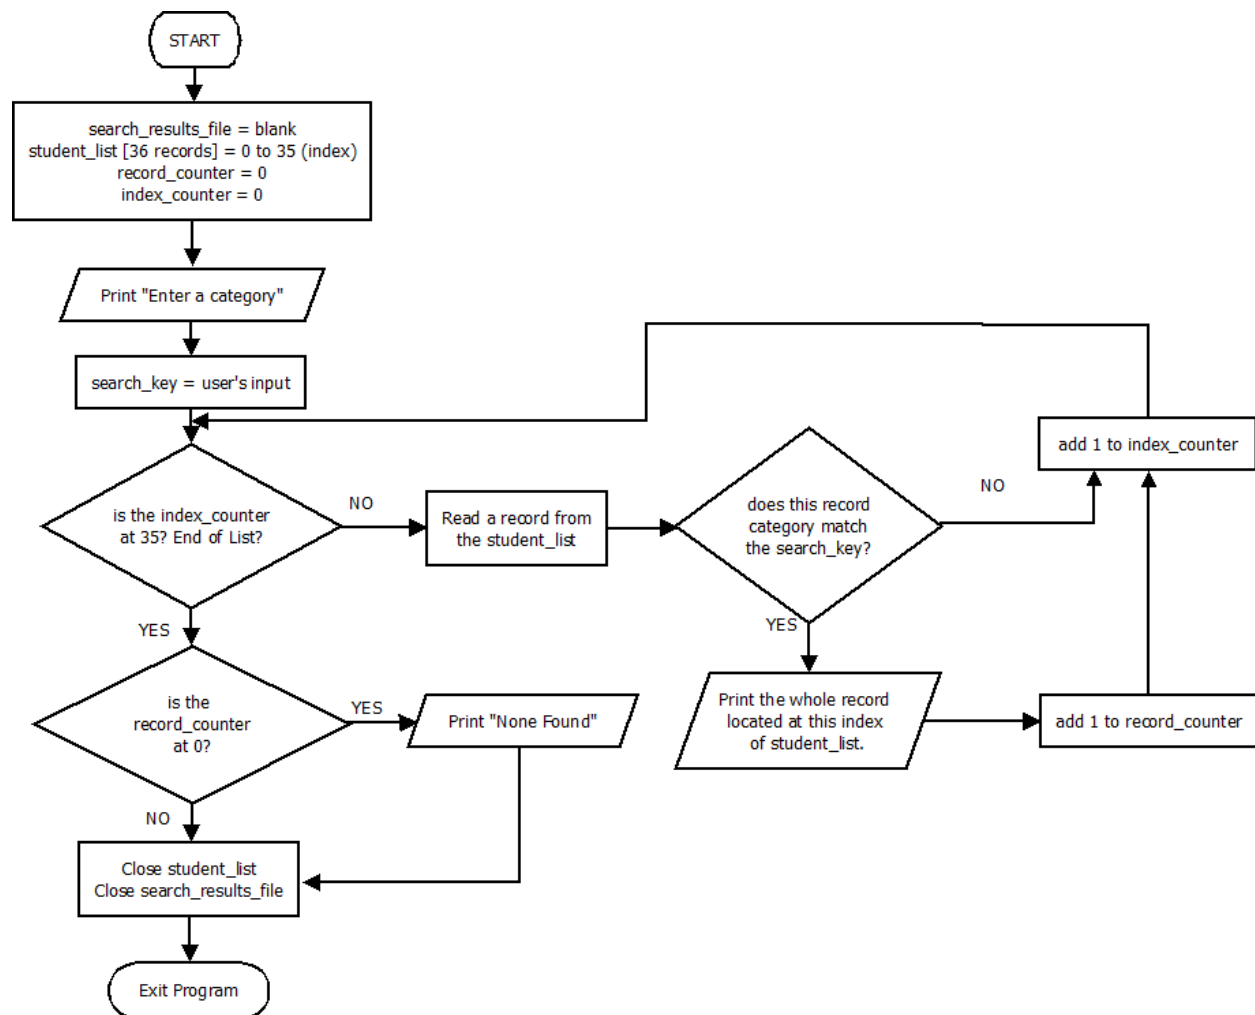 START
search_results_file = blank
student_list [36 records] = 0 to 35 (index)
record_counter = 0
index_counter = 0
Print "Enter a category"
search_key = user's input
is the index_counter
at 35? End of List?
NO
Read a record from
the student_list
does this record
category match
the search_key?
NO
add 1 to index_counter
YES
Print the whole record
located at this index
of student_list.
add 1 to record_counter
YES
is the
record_counter
at 0?
YES
Print "None Found"
NO
Close student_list
Close search_results_file
Exit Program